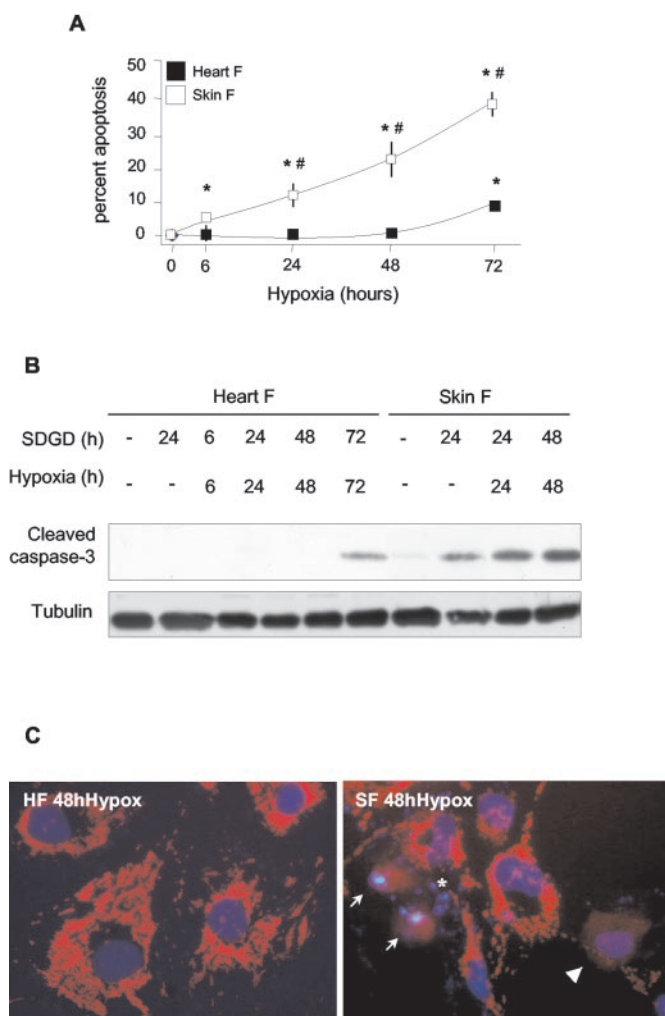 A
50
40
30
20
10
0
percent apoptosis
Heart F
Skin F
*
* #
* #
* #
*
0 6 24 48 72
Hypoxia (hours)
B
Heart F Skin F
SDGD (h) - 24 6 24 48 72 - 24 24 48
Hypoxia (h) - - 6 24 48 72 - - 24 48
Cleaved
caspase-3
Tubulin
C
HF 48hHypox SF 48hHypox
*